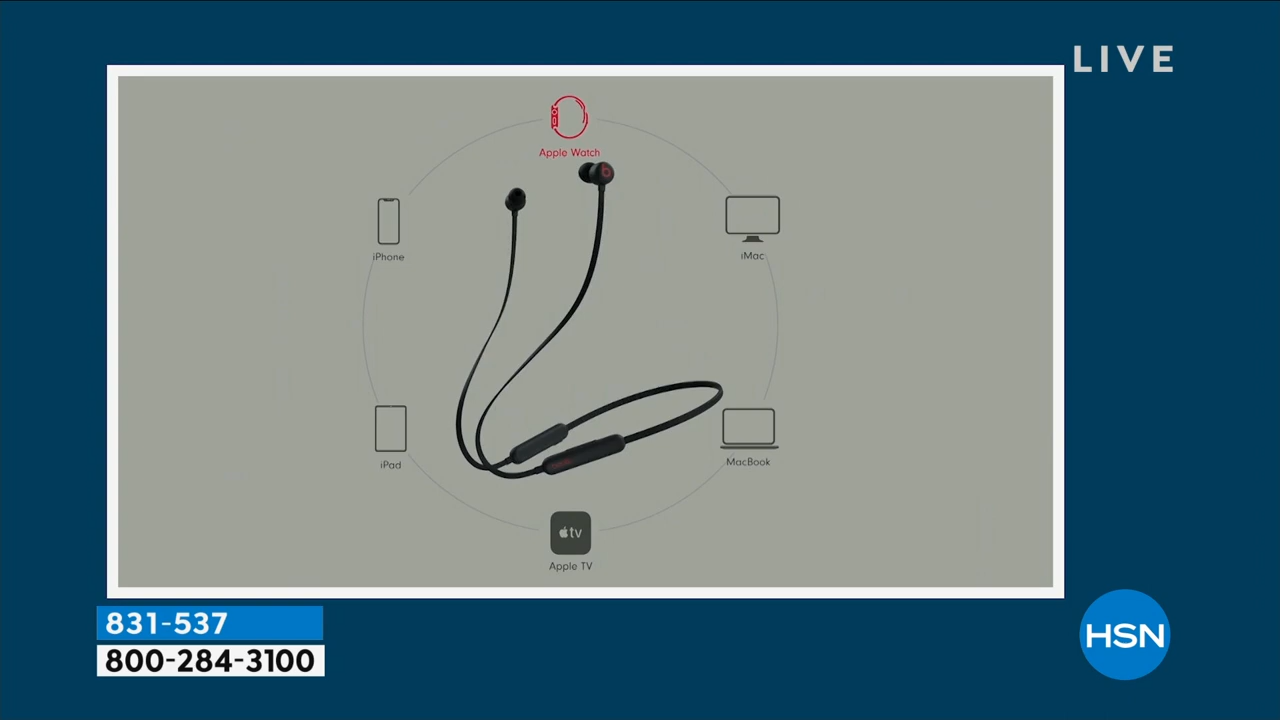 LIVE
Apple Watch
iPhone
iMac
iPad
MacBook
tv
Apple TV
831-537
800-284-3100
HSN